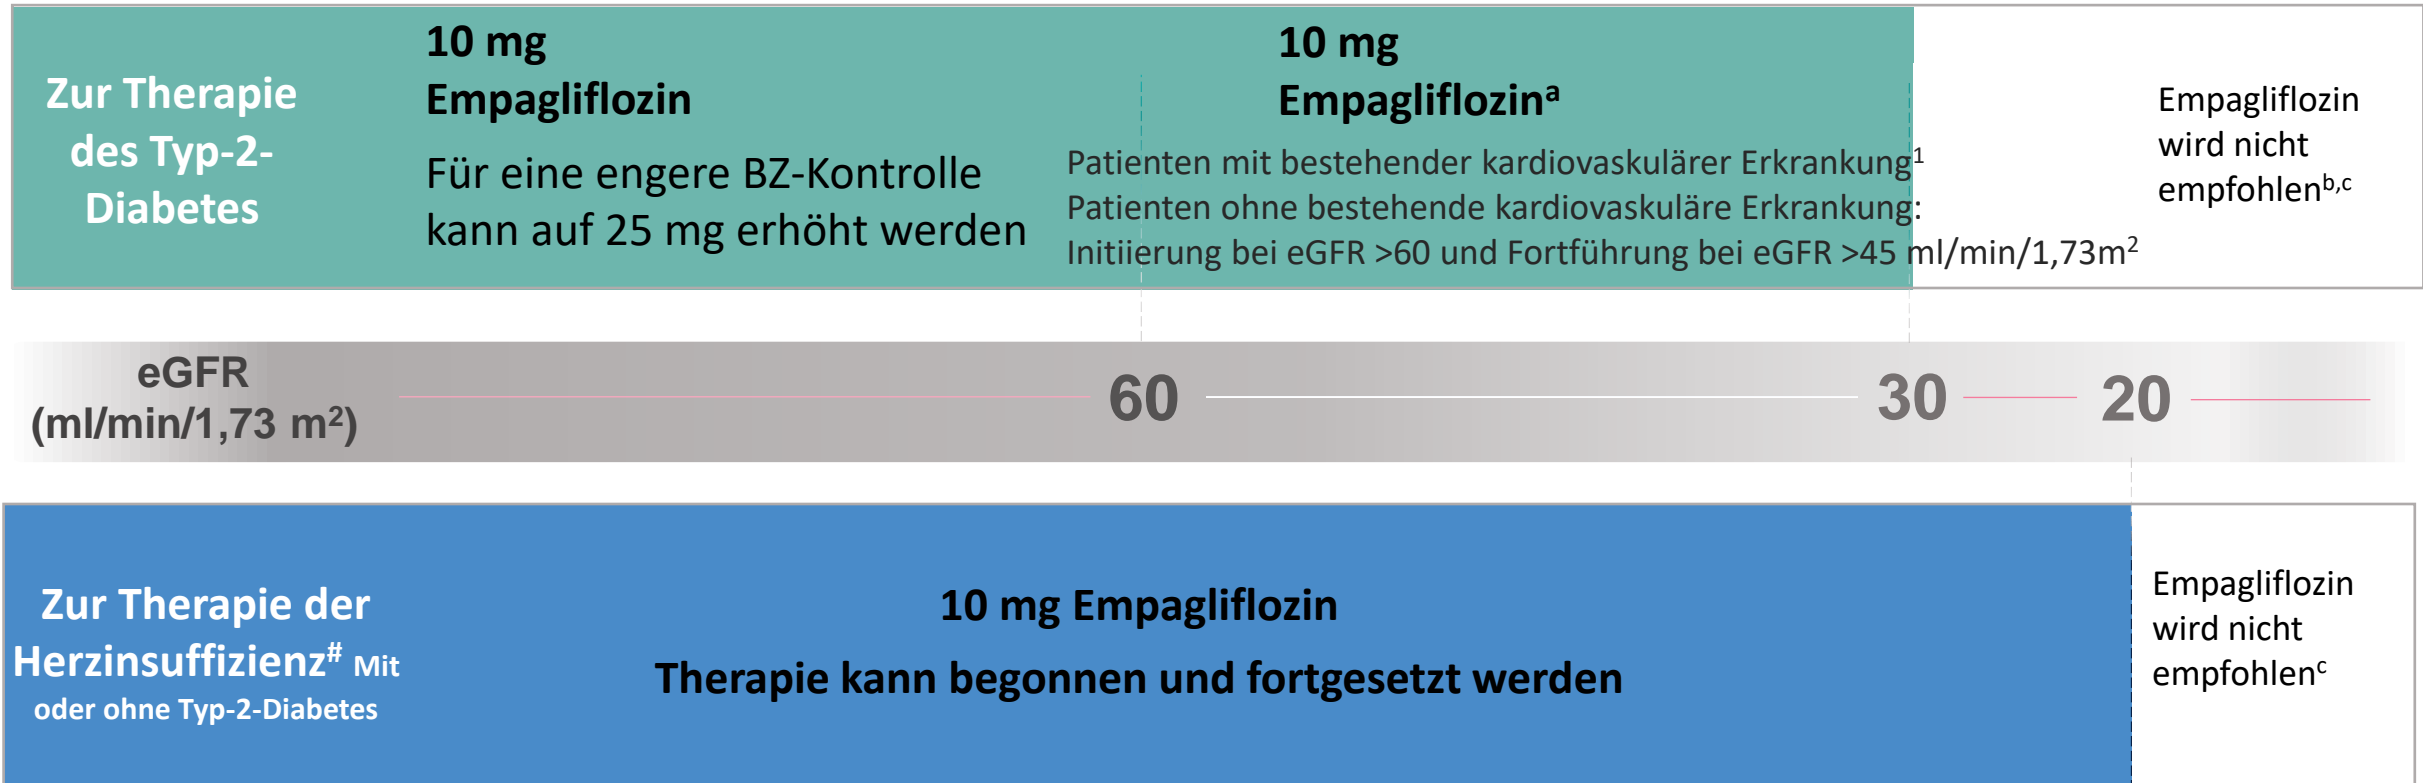 Zur Therapie
des Typ-2-
Diabetes
10 mg
Empagliflozin
Für eine engere BZ-Kontrolle
kann auf 25 mg erhöht werden
10 mg
Empagliflozinᵃ
Patienten mit bestehender kardiovaskulärer Erkrankung¹
Patienten ohne bestehende kardiovaskuläre Erkrankung:
Initiierung bei eGFR >60 und Fortführung bei eGFR >45 ml/min/1,73m²
Empagliflozin
wird nicht
empfohlenᵇ,ᶜ
eGFR
(ml/min/1,73 m²)
60
30
20
Zur Therapie der
Herzinsuffizienz# Mit
oder ohne Typ-2-Diabetes
10 mg Empagliflozin
Therapie kann begonnen und fortgesetzt werden
Empagliflozin
wird nicht
empfohlenᶜ